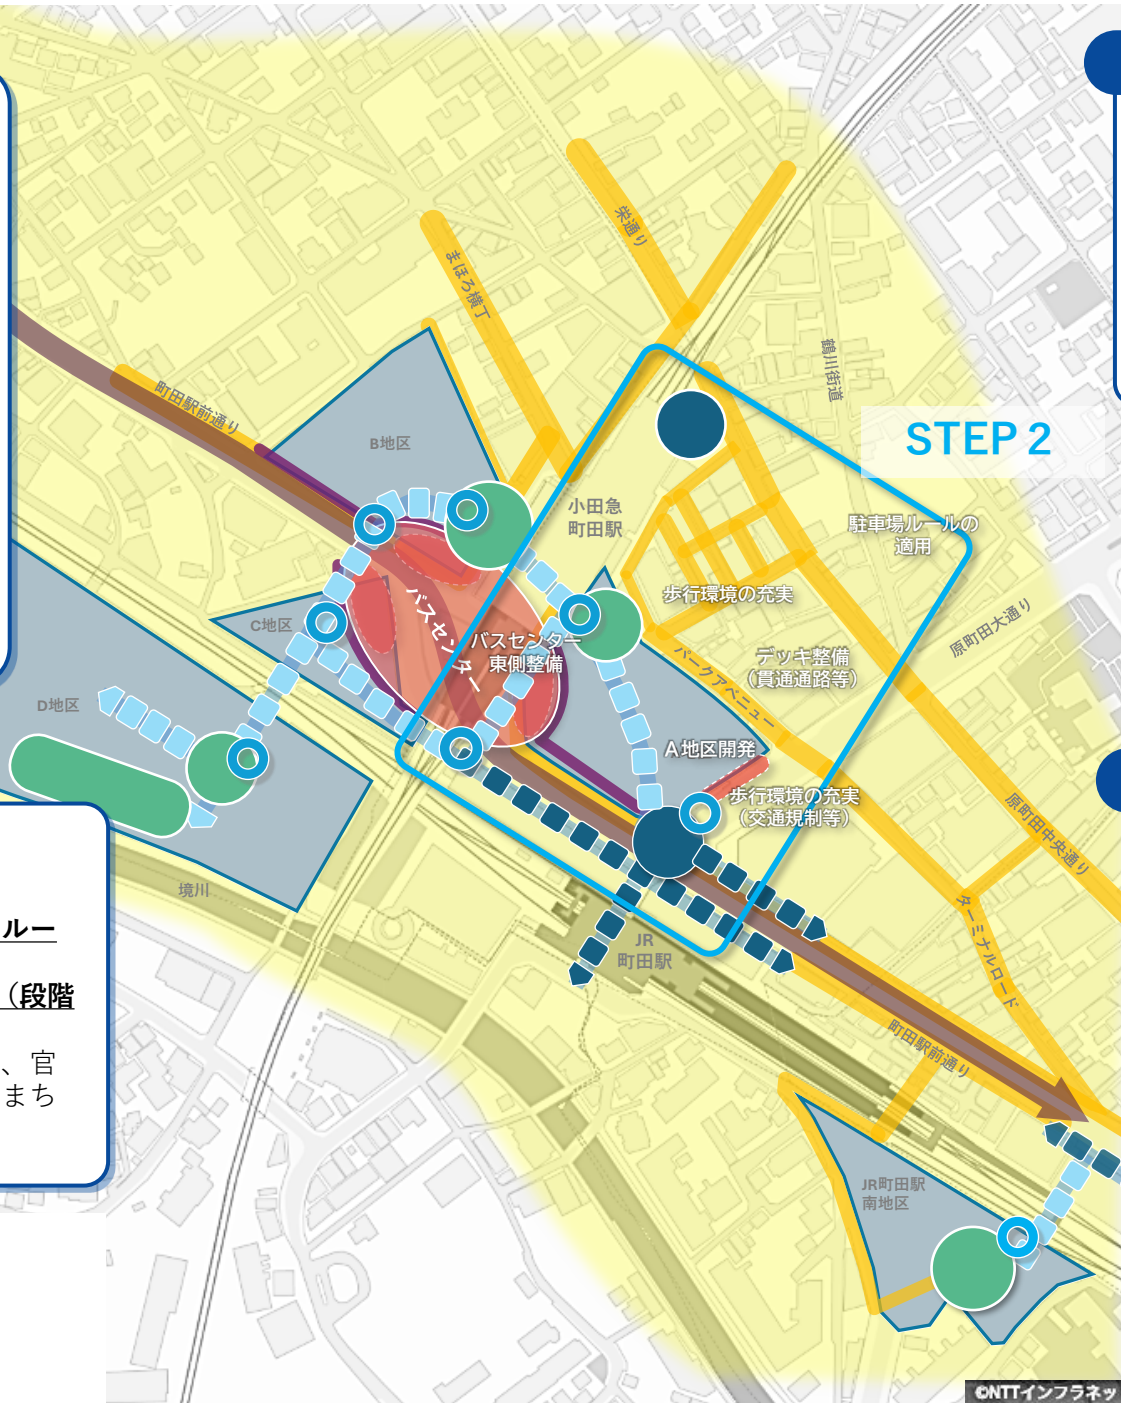 栄通り
まほろ横丁
鶴川街道
町田駅前通り
B地区
STEP 2
小田急
町田駅
駐車場ルールの
適用
歩行環境の充実
バスセンター
C地区
バスセンター
東側整備
原町田大通り
パークアベニュー
デッキ整備
（貫通通路等）
D地区
A地区開発
歩行環境の充実
（交通規制等）
原町田中央通り
境川
ターミナルロード
JR
町田駅
ルー
（段階
、官
まち
町田駅前通り
JR町田駅
南地区
©NTTインフラネッ